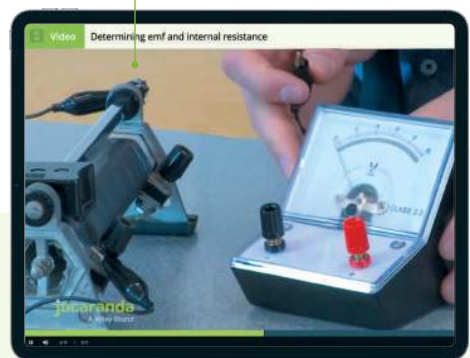 Video Determining emf and internal resistance
V
CLASS 2.5
jacaranda
A Wiley Brand